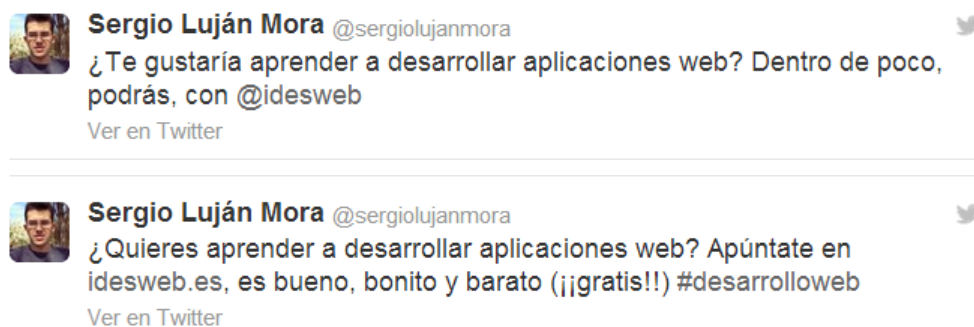 Sergio Luján Mora @sergiolujanmora
¿Te gustaría aprender a desarrollar aplicaciones web? Dentro de poco,
podrás, con @idesweb
Ver en Twitter
Sergio Luján Mora @sergiolujanmora
¿Quieres aprender a desarrollar aplicaciones web? Apúntate en
idesweb.es, es bueno, bonito y barato (¡¡gratis!!) #desarrolloweb
Ver en Twitter